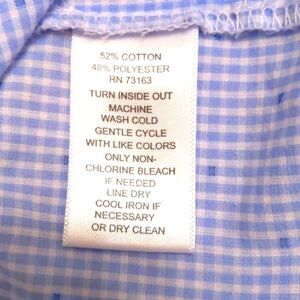 52% COTTON
48% POLYESTER
RN 73163
TURN INSIDE OUT
MACHINE
WASH COLD
GENTLE CYCLE
WITH LIKE COLORS
ONLY NON-
CHLORINE BLEACH
IF NEEDED
LINE DRY
COOL IRON IF
NECESSARY
OR DRY CLEAN